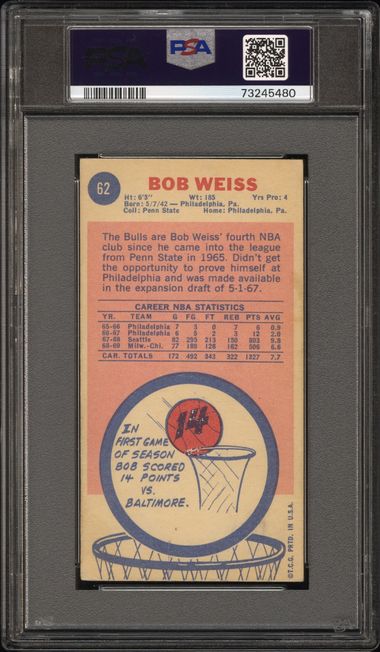 PSA
PSA
73245480
62
BOB WEISS
Ht: 6'3" Wt: 185 Yrs Pro: 4
Born: 5/7/42 — Philadelphia, Pa.
Coll: Penn State Home: Philadelphia, Pa.
The Bulls are Bob Weiss' fourth NBA
club since he came into the league
from Penn State in 1965. Didn't get
the opportunity to prove himself at
Philadelphia and was made available
in the expansion draft of 5-1-67.
CAREER NBA STATISTICS
YR. TEAM G FG FT REB PTS AVG
65-66 Philadelphia 7 3 0 7 6 0.9
66-67 Philadelphia 6 5 2 3 12 2.0
67-68 Seattle 82 295 213 150 803 9.8
68-69 Milw.-Chi. 77 189 128 162 506 6.6
CAR. TOTALS 172 492 343 322 1327 7.7
14
IN
FIRST GAME
OF SEASON
BOB SCORED
14 POINTS
VS.
BALTIMORE.
©T.C.G. PRTD. IN U.S.A.